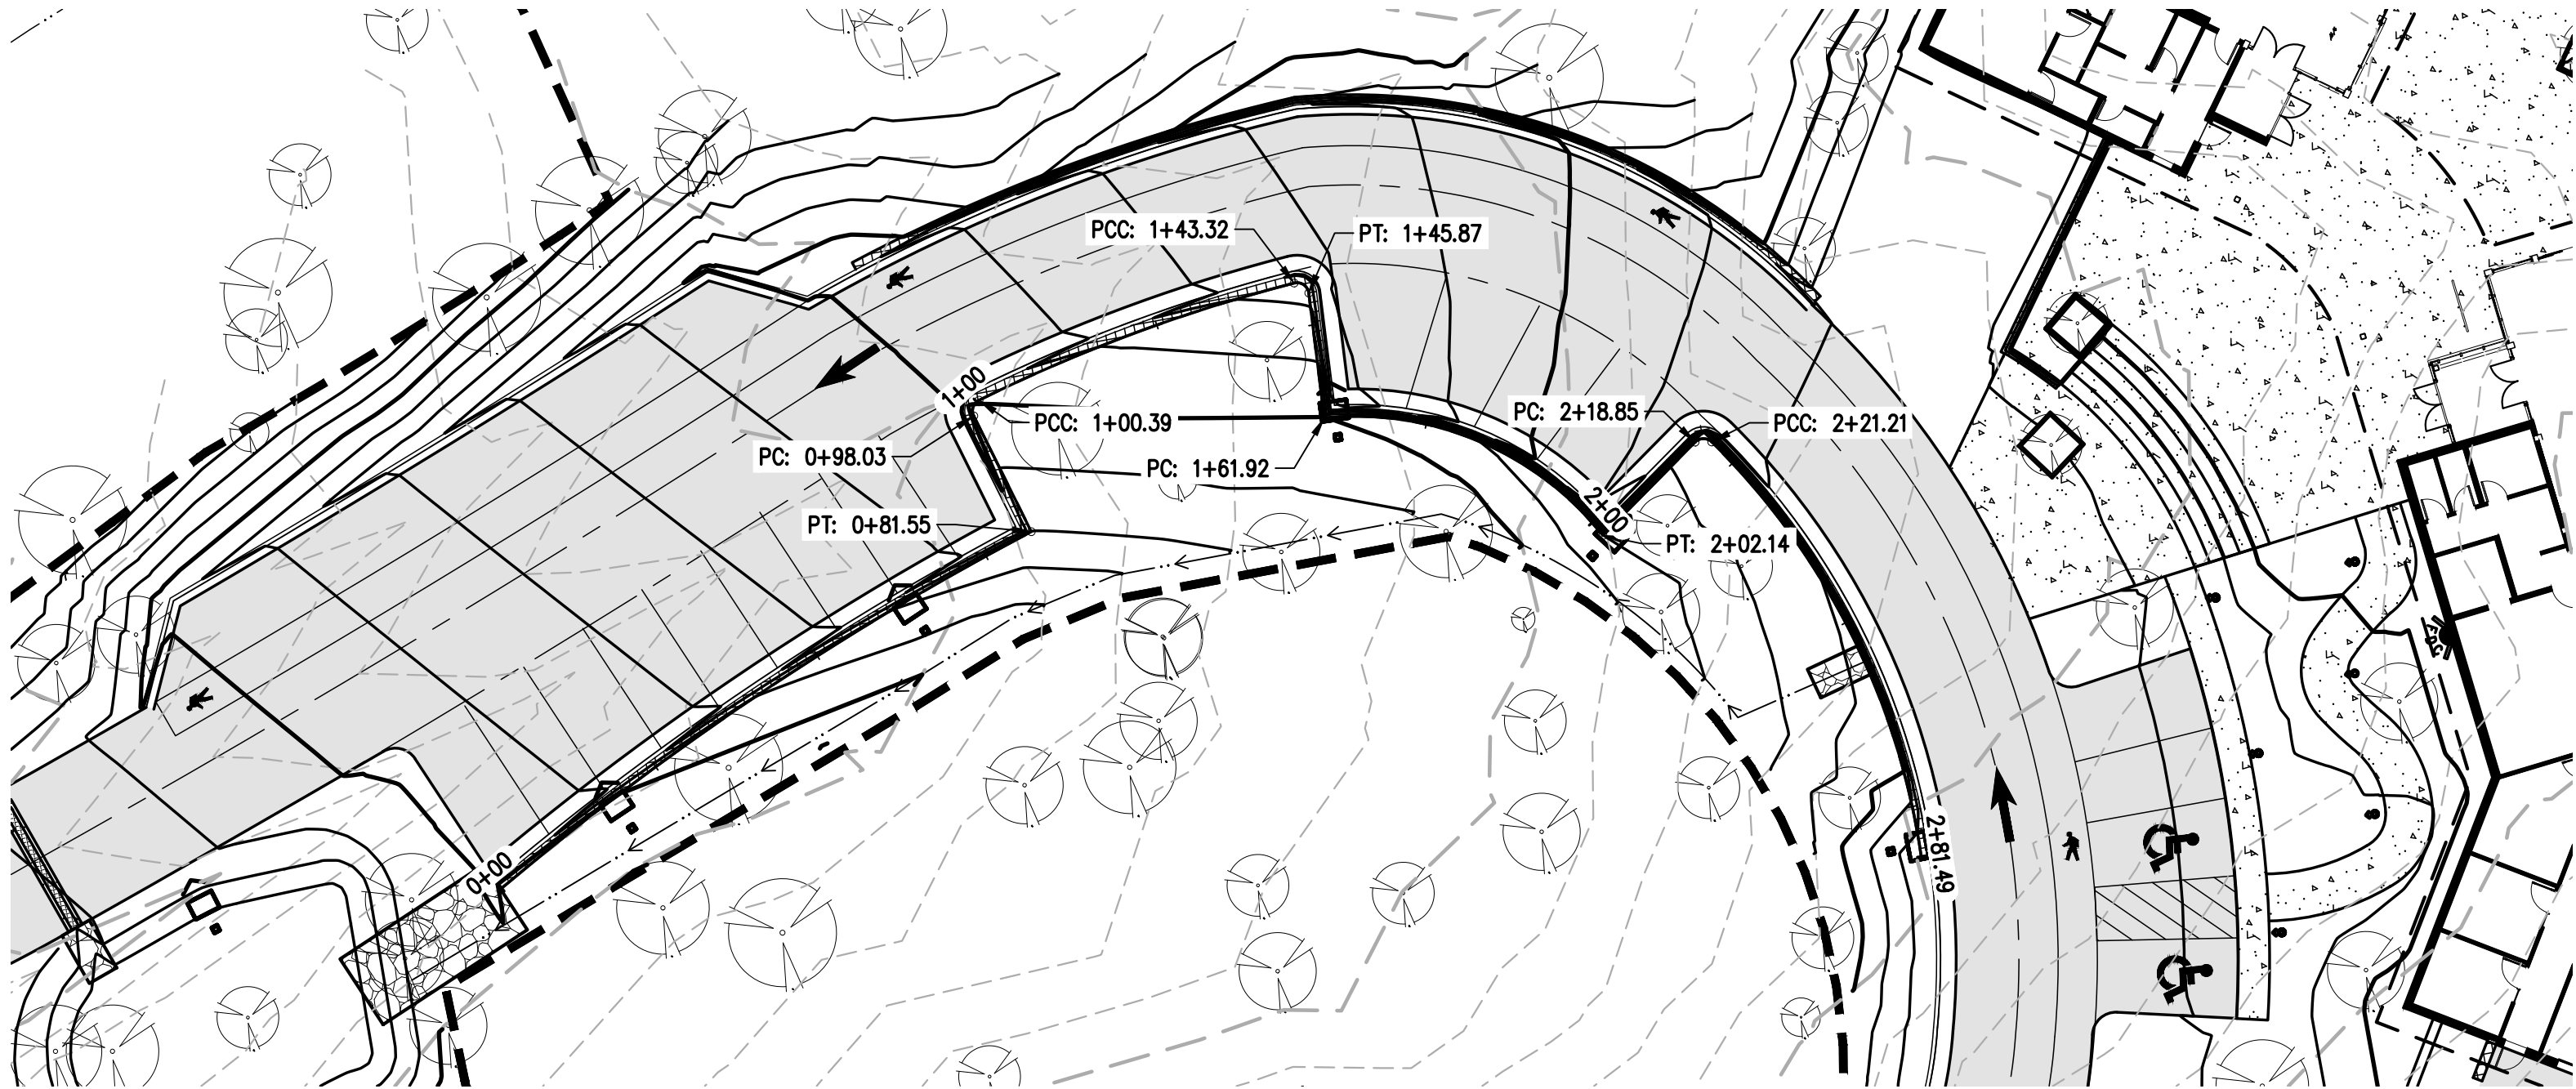 PCC: 1+43.32
PT: 1+45.87
1+00
PCC: 1+00.39
PC: 2+18.85
PCC: 2+21.21
PC: 0+98.03
PC: 1+61.92
PT: 0+81.55
2+00
PT: 2+02.14
0+00
2+81.49